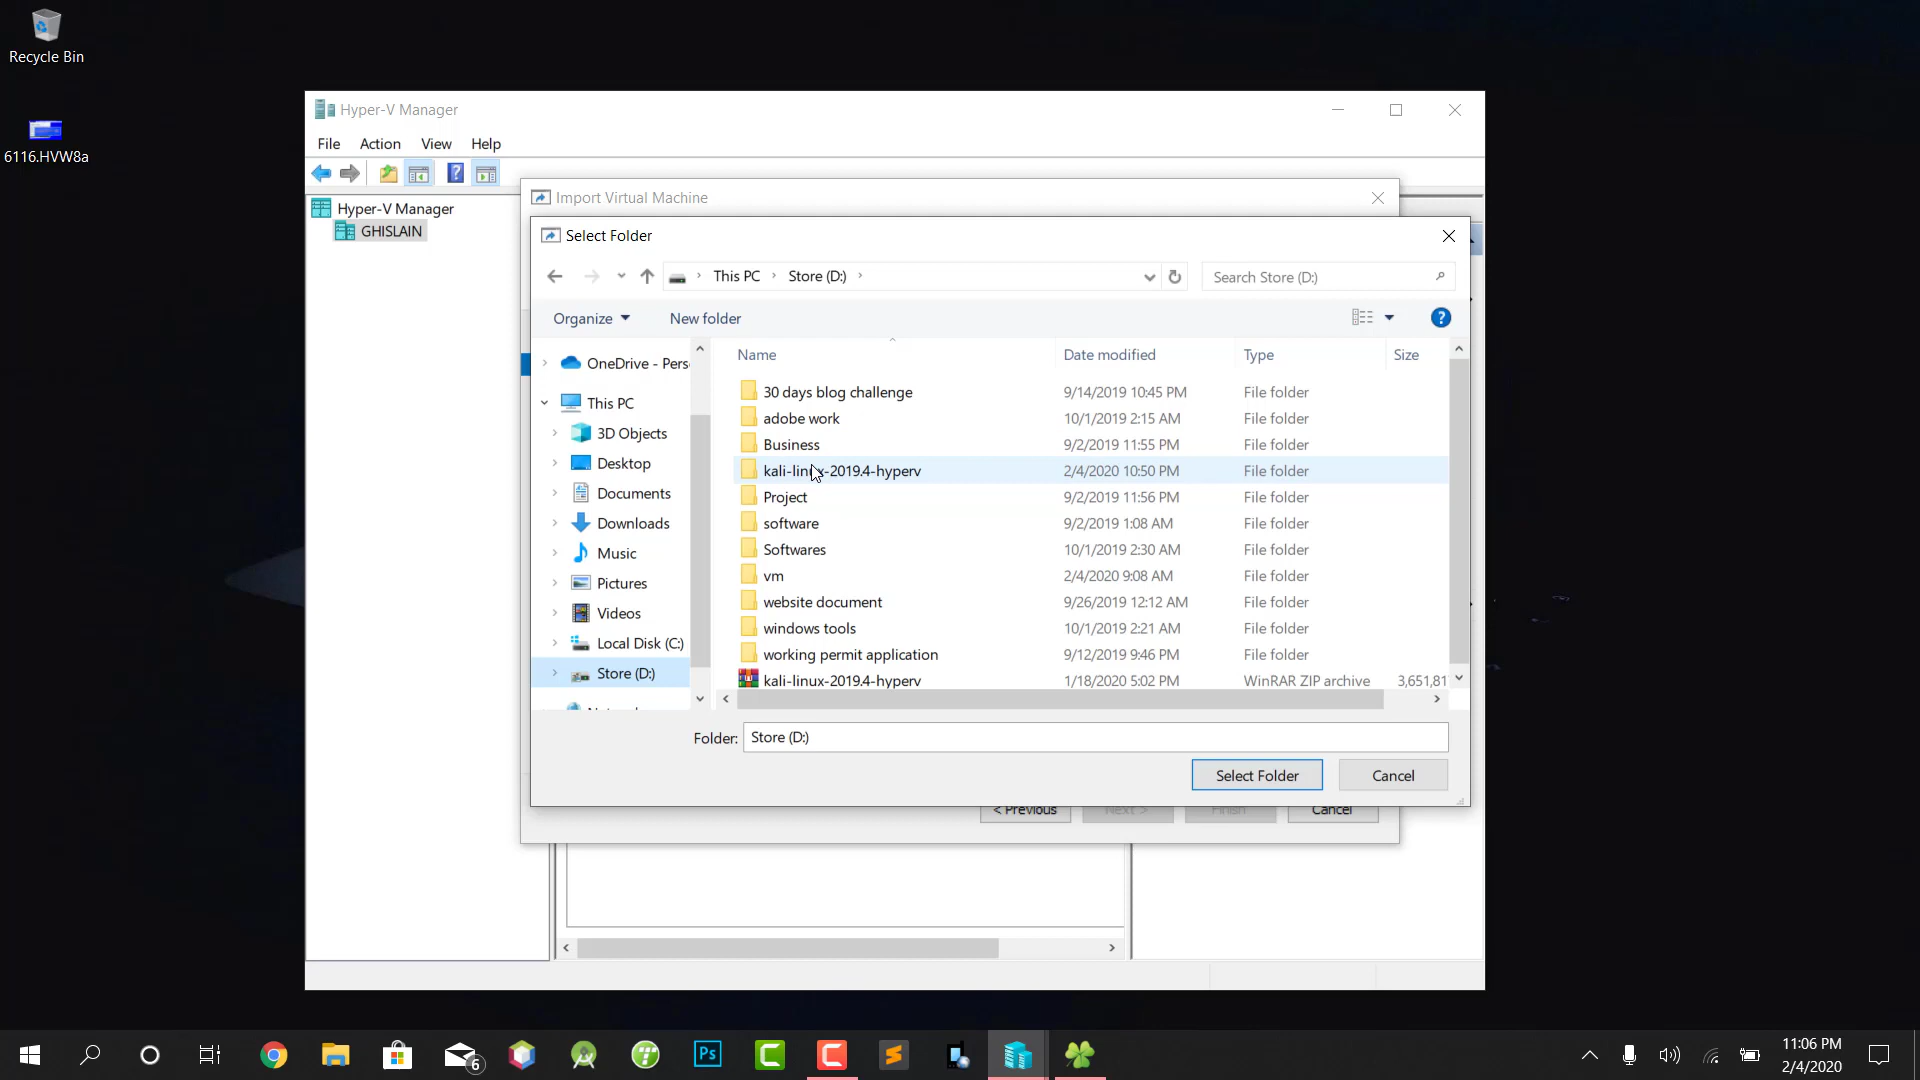 Recycle Bin
6116.HVW8a
Hyper-V Manager
File Action View Help
Hyper-V Manager
GHISLAIN
Import Virtual Machine
Select Folder
This PC Store (D:)
Search Store (D:)
Organize New folder
OneDrive - Pers
This PC
3D Objects
Desktop
Documents
Downloads
Music
Pictures
Videos
Local Disk (C:)
Store (D:)
Name Date modified Type Size
30 days blog challenge 9/14/2019 10:45 PM File folder
adobe work 10/1/2019 2:15 AM File folder
Business 9/2/2019 11:55 PM File folder
kali-linux-2019.4-hyperv 2/4/2020 10:50 PM File folder
Project 9/2/2019 11:56 PM File folder
software 9/2/2019 1:08 AM File folder
Softwares 10/1/2019 2:30 AM File folder
vm 2/4/2020 9:08 AM File folder
website document 9/26/2019 12:12 AM File folder
windows tools 10/1/2019 2:21 AM File folder
working permit application 9/12/2019 9:46 PM File folder
kali-linux-2019.4-hyperv 1/18/2020 5:02 PM WinRAR ZIP archive 3,651,81
Folder: Store (D:)
Select Folder Cancel
< Previous Next > Finish Cancel
6
Ps
11:06 PM
2/4/2020